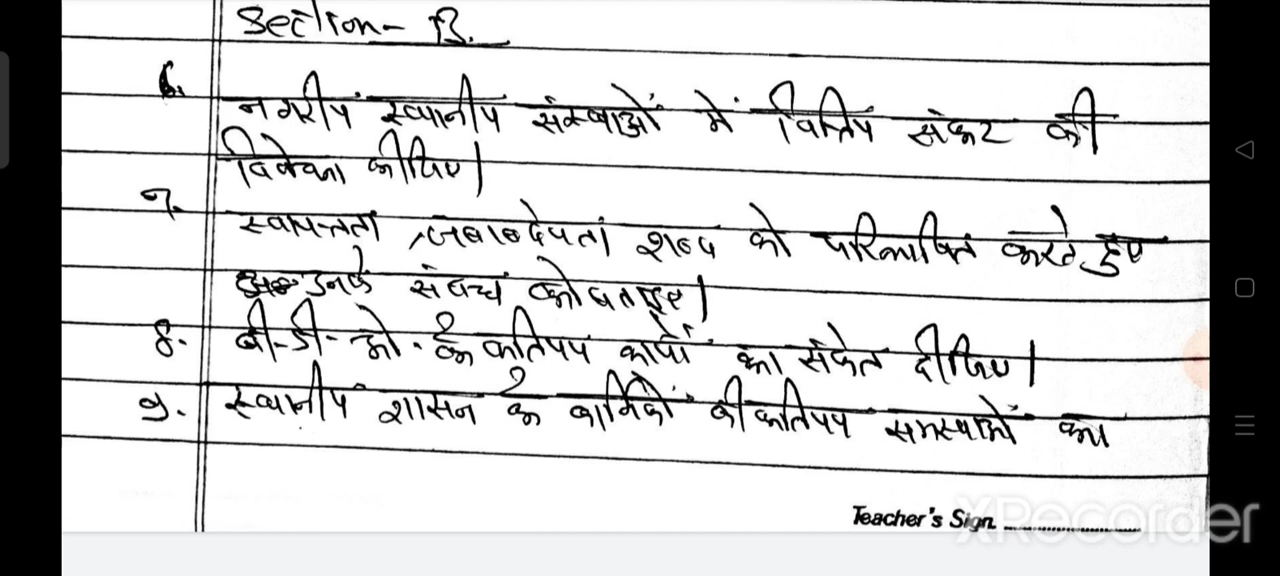 Section- B.
6. नगरीय स्थानीय संस्थाओं में वित्तिय संकट की
विवेचना कीजिए।
7. स्वायत्तता, जबाबदेयता शब्द को परिभाषित करते हुए
उनके संबंध को बताइए।
8. बी-डी-ओ. के कतिपय कार्यों का संकेत दीजिए।
9. स्थानीय शासन के कार्मिकों की कतिपय समस्याओं का
Teacher's Sign.
XRecorder